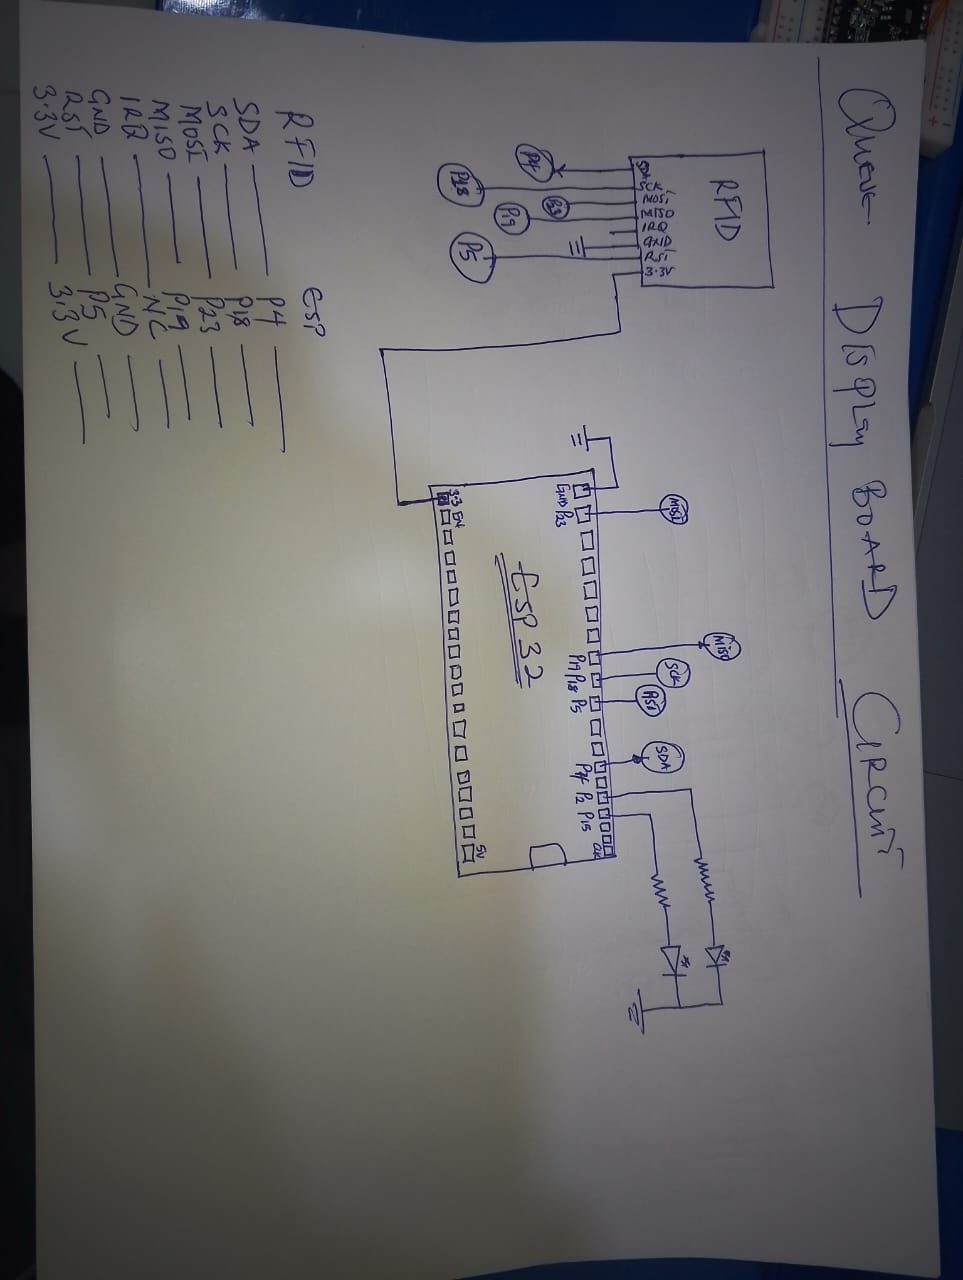 Queue Display BOARD CIRCUIT
RFID
SDA
SCK
MOSI
MISO
IRQ
GND
RST
3.3V
P4
P18
P23
P19
P5
MOSI
MISO
SCK
RST
SDA
GND P23
P19 P18 P5
P4 P2 P15
CLK
ESP32
3.3 EN
5V
RFID ESP
SDA P4
SCK P18
MOSI P23
MISO P19
IRQ NC
GND GND
RST P5
3.3V 3.3V